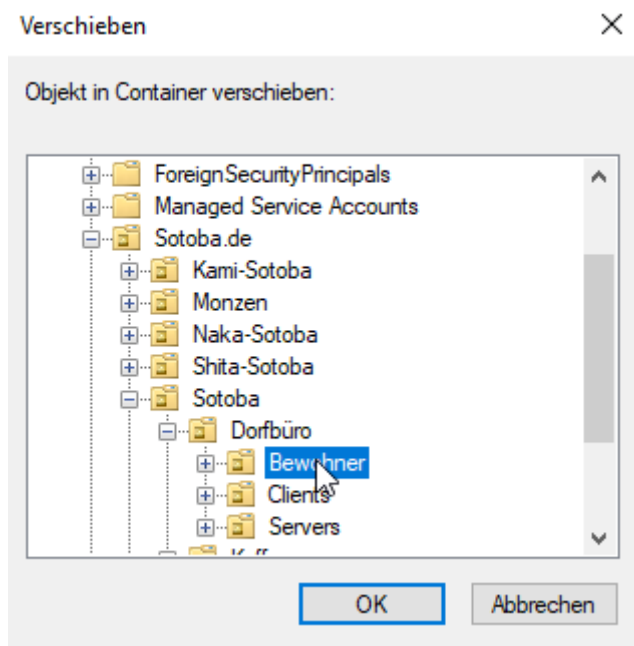 Verschieben
Objekt in Container verschieben:
ForeignSecurityPrincipals
Managed Service Accounts
Sotoba.de
Kami-Sotoba
Monzen
Naka-Sotoba
Shita-Sotoba
Sotoba
Dorfbüro
Bewohner
Clients
Servers
OK
Abbrechen